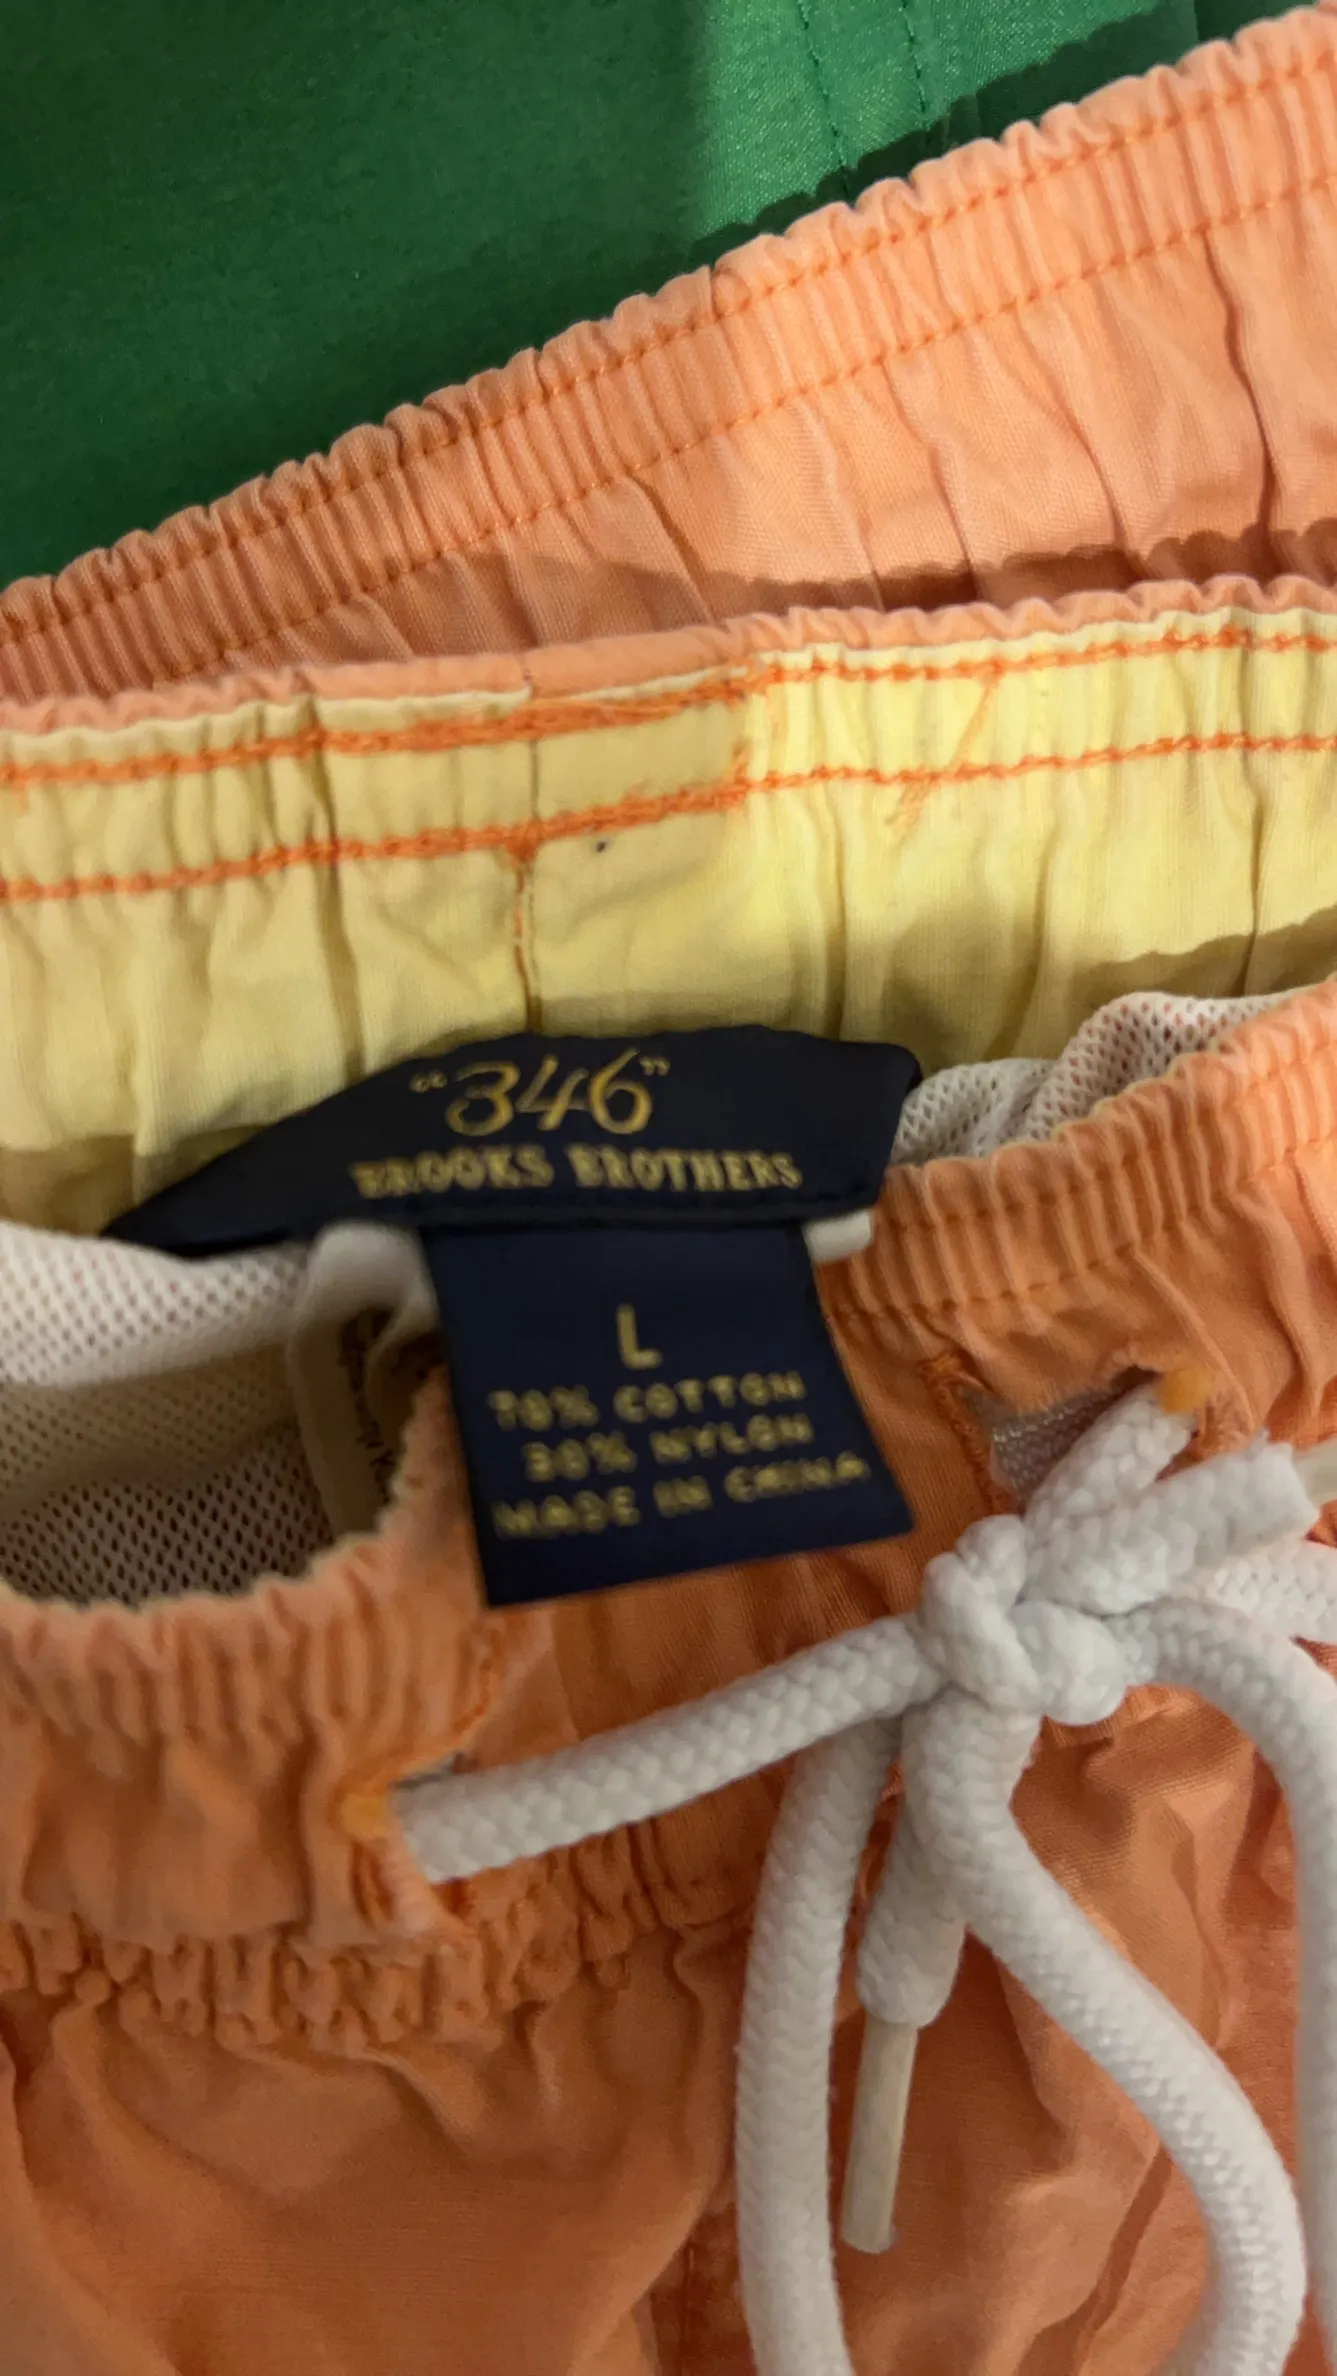 "346"
BROOKS BROTHERS
L
70% COTTON
30% NYLON
MADE IN CHINA